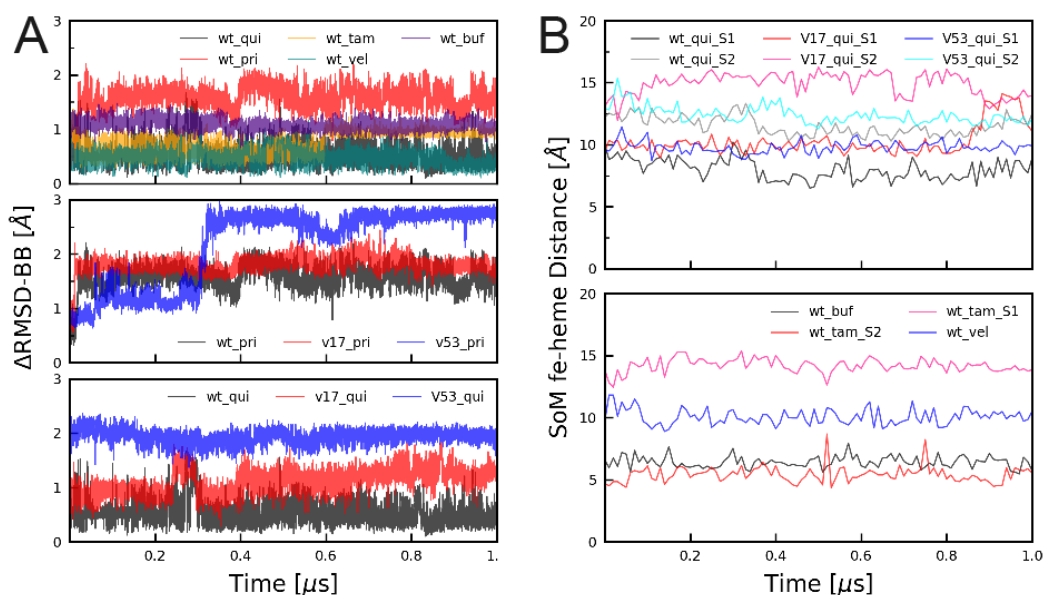 A
B
3
2
1
0
wt_qui
wt_tam
wt_buf
wt_pri
wt_vel
3
2
1
0
wt_pri
v17_pri
v53_pri
3
2
1
0
wt_qui
v17_qui
V53_qui
0.2
0.4
0.6
0.8
1.
ΔRMSD-BB [Å]
Time [μs]
20
15
10
5
0
wt_qui_S1
V17_qui_S1
V53_qui_S1
wt_qui_S2
V17_qui_S2
V53_qui_S2
20
15
10
5
0
wt_buf
wt_tam_S1
wt_tam_S2
wt_vel
0.2
0.4
0.6
0.8
1.0
SoM fe-heme Distance [Å]
Time [μs]